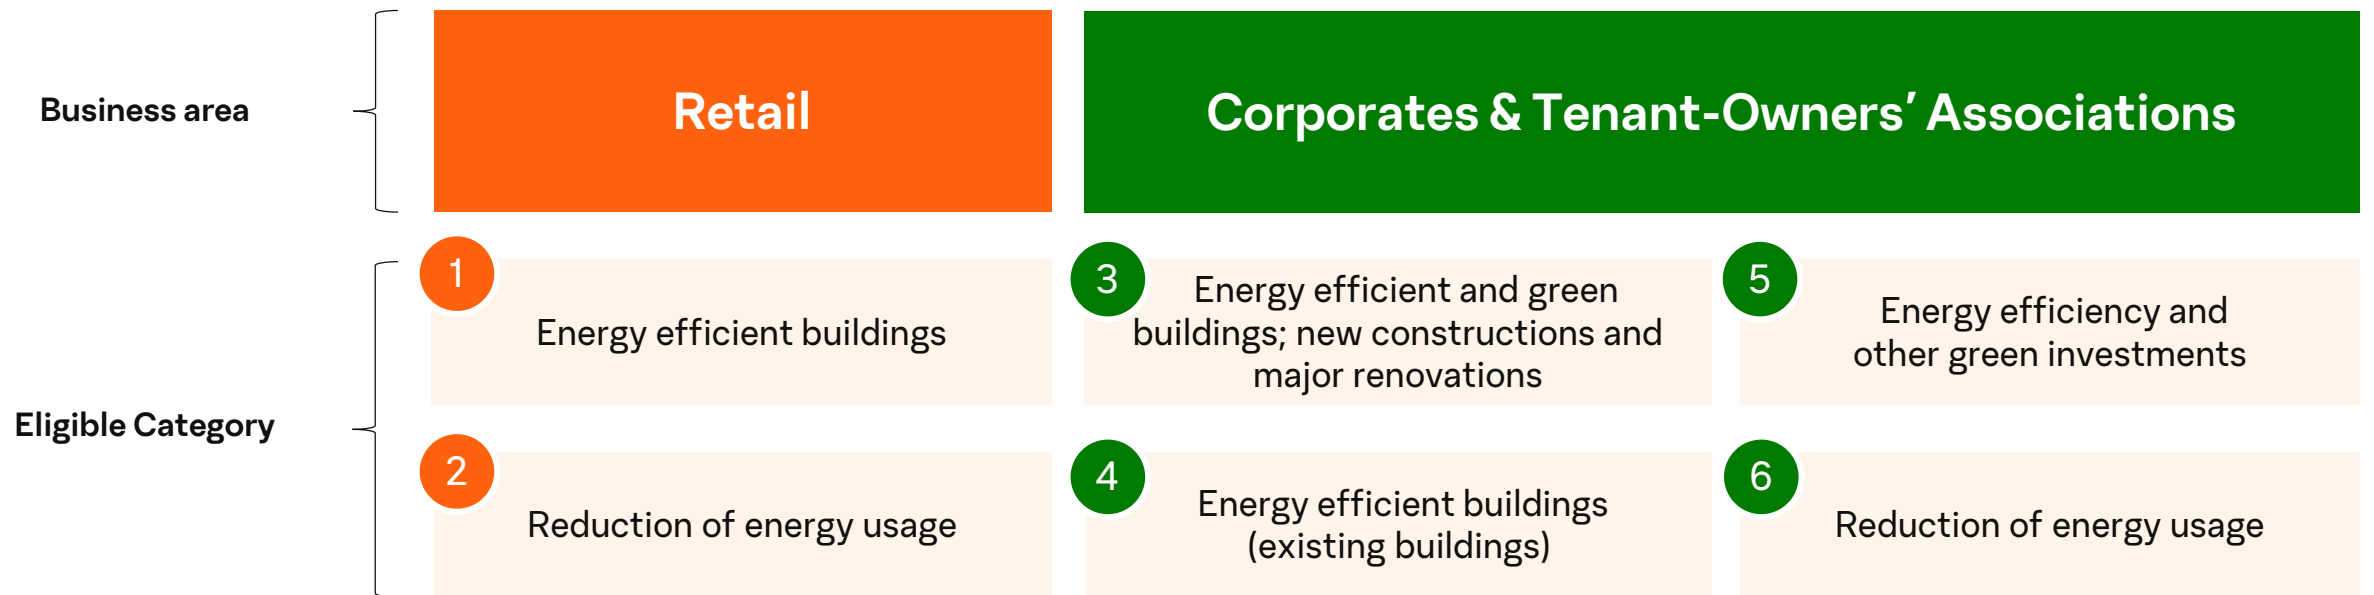 Business area
Retail
Corporates & Tenant-Owners’ Associations
Eligible Category
1
Energy efficient buildings
2
Reduction of energy usage
3
Energy efficient and green
buildings; new constructions and
major renovations
4
Energy efficient buildings
(existing buildings)
5
Energy efficiency and
other green investments
6
Reduction of energy usage